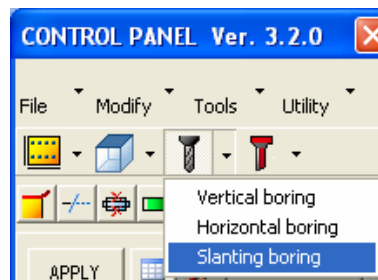 CONTROL PANEL Ver. 3.2.0
File Modify Tools Utility
Vertical boring
Horizontal boring
Slanting boring
APPLY